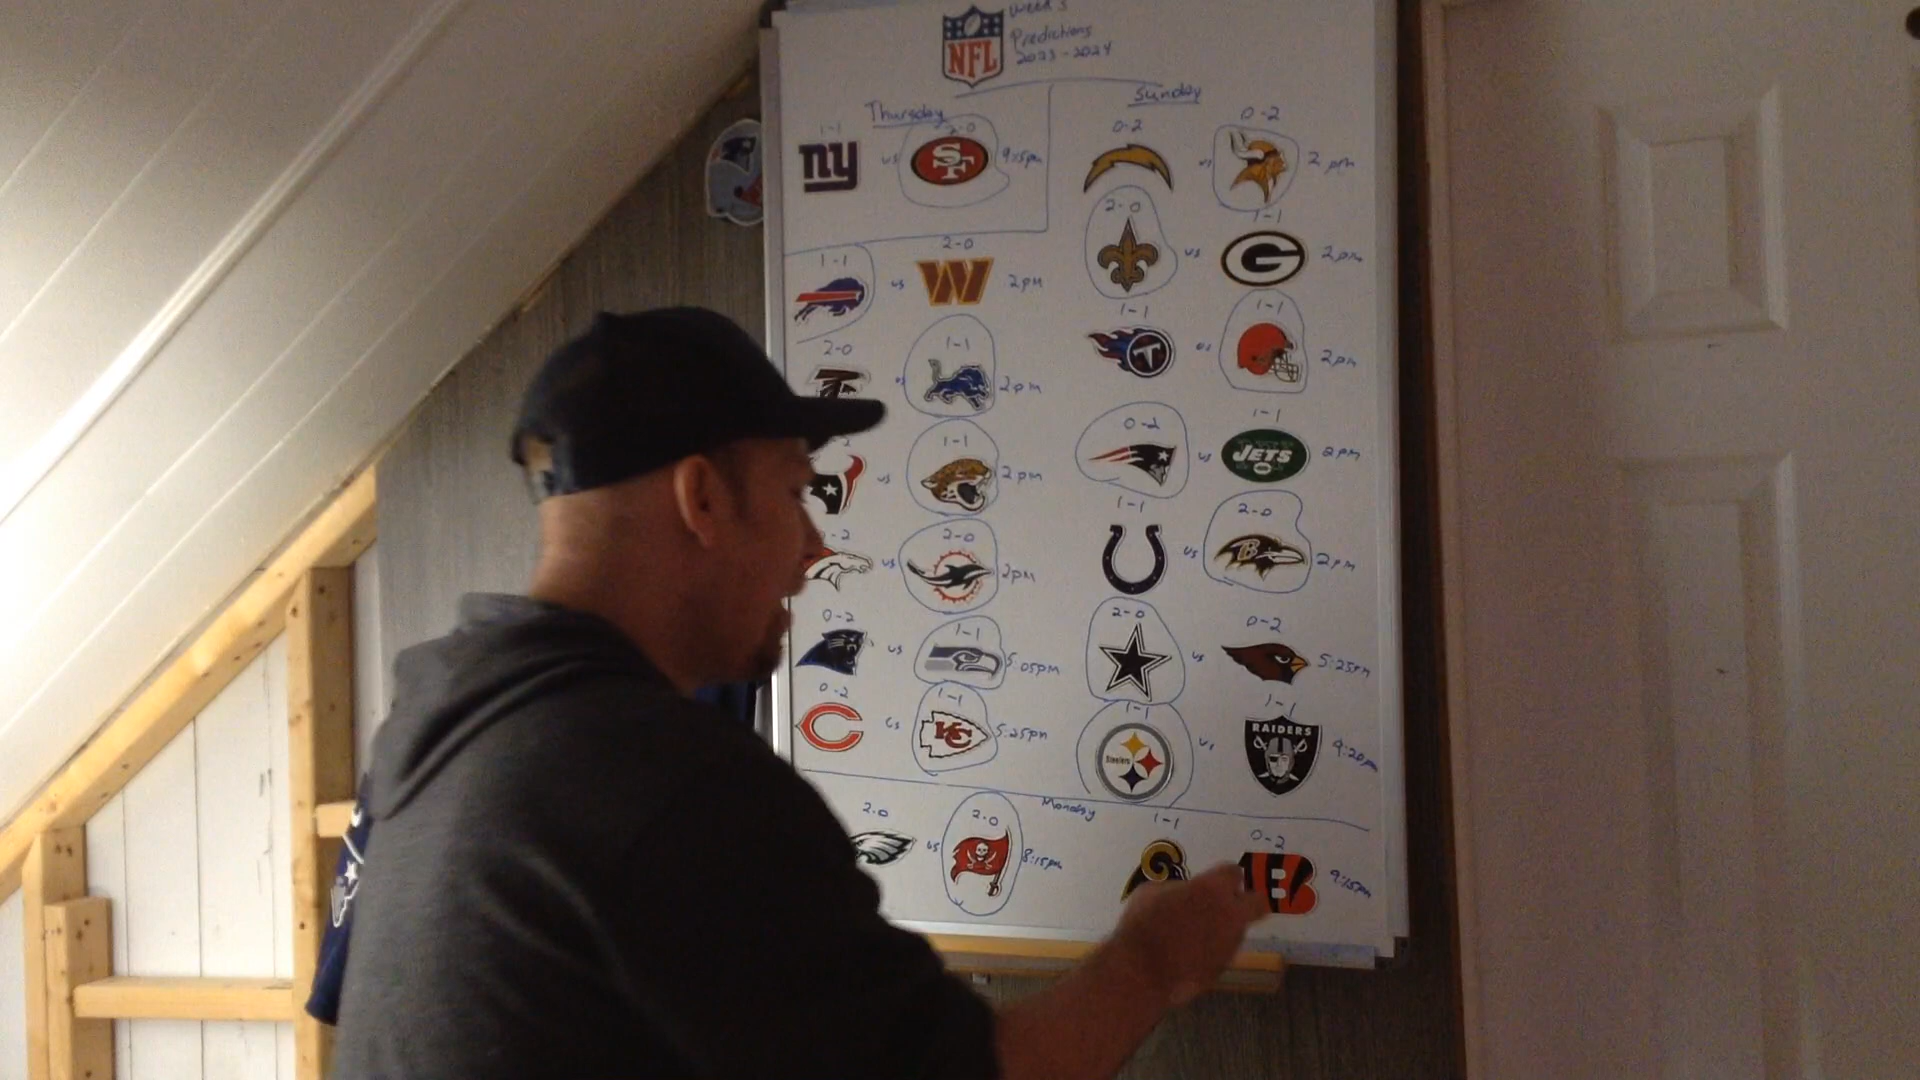 Week 3
NFL
Predictions
2023-2024
Thursday
Sunday
1-1
2-0
ny
vs
SF
9:15pm
0-2
0-2
vs
2 pm
2-0
1-1
vs
G
2pm
1-1
2-0
vs
W
2pm
1-1
1-1
T
vs
2pm
2-0
1-1
vs
2pm
0-2
1-1
vs
JETS
2pm
1-1
vs
2pm
1-1
2-0
vs
B
2pm
2-0
vs
2pm
2-0
0-2
vs
5:25pm
0-2
1-1
vs
5:05pm
0-2
1-1
C
vs
KC
5:25pm
1-1
1-1
Steelers
vs
RAIDERS
9:20pm
Monday
2-0
2-0
vs
8:15pm
1-1
0-2
B
9:15pm